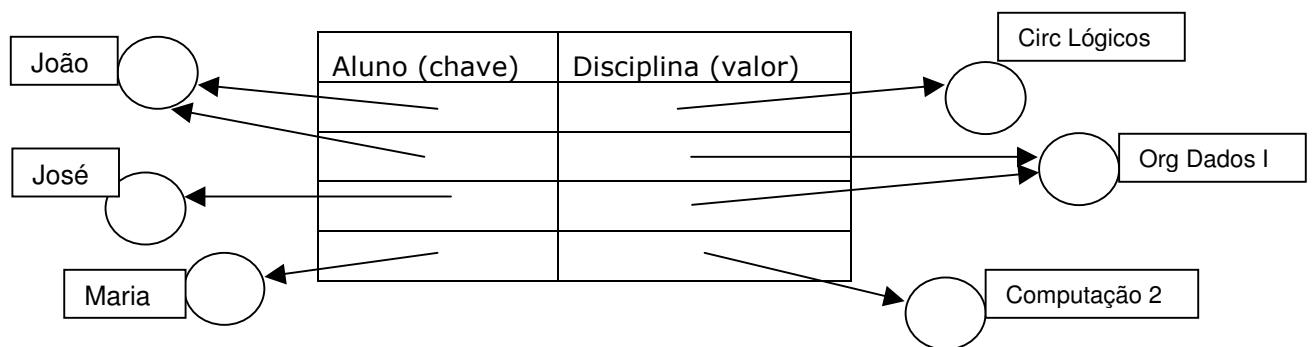 João
Aluno (chave)
Disciplina (valor)
Circ Lógicos
José
Org Dados I
Maria
Computação 2